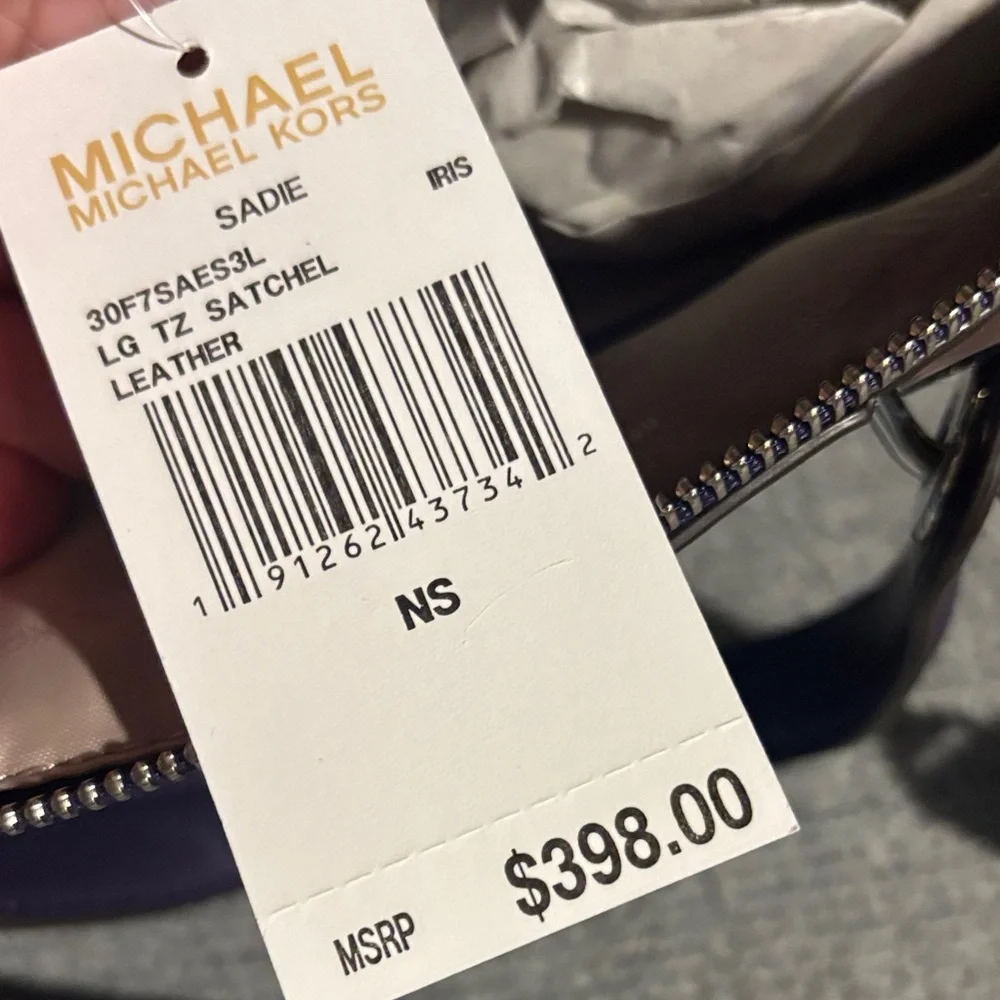 MICHAEL
MICHAEL KORS
SADIE IRIS
30F7SAES3L
LG TZ SATCHEL
LEATHER
1 91262 43734 2
NS
MSRP $398.00